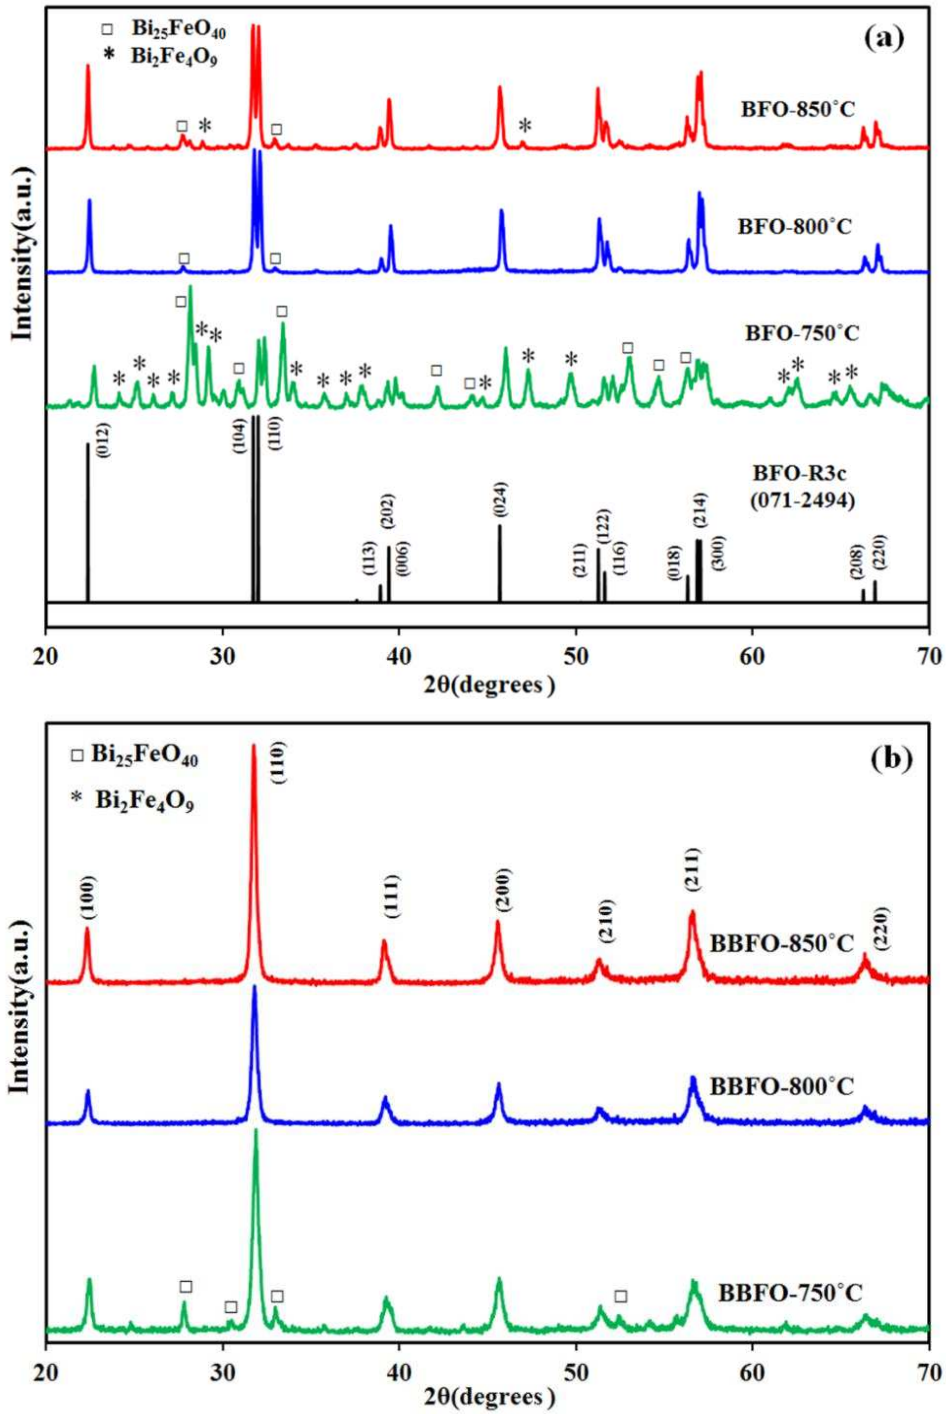 □ Bi25FeO40
* Bi2Fe4O9
(a)
BFO-850˚C
□ * □ *
BFO-800˚C
□ □
BFO-750˚C
□ * * □ □ * * * * * * * * □ □ * * * □ □ □ * * * *
BFO-R3c
(071-2494)
(012) (104) (110) (113) (202) (006) (024) (211) (122) (116) (018) (214) (300) (208) (220)
Intensity(a.u.)
20 30 40 50 60 70
2θ(degrees )
□ Bi25FeO40
* Bi2Fe4O9
(b)
(100) (110) (111) (200) (210) (211) (220)
BBFO-850˚C
BBFO-800˚C
BBFO-750˚C
□ □ □ □
Intensity(a.u.)
20 30 40 50 60 70
2θ(degrees )